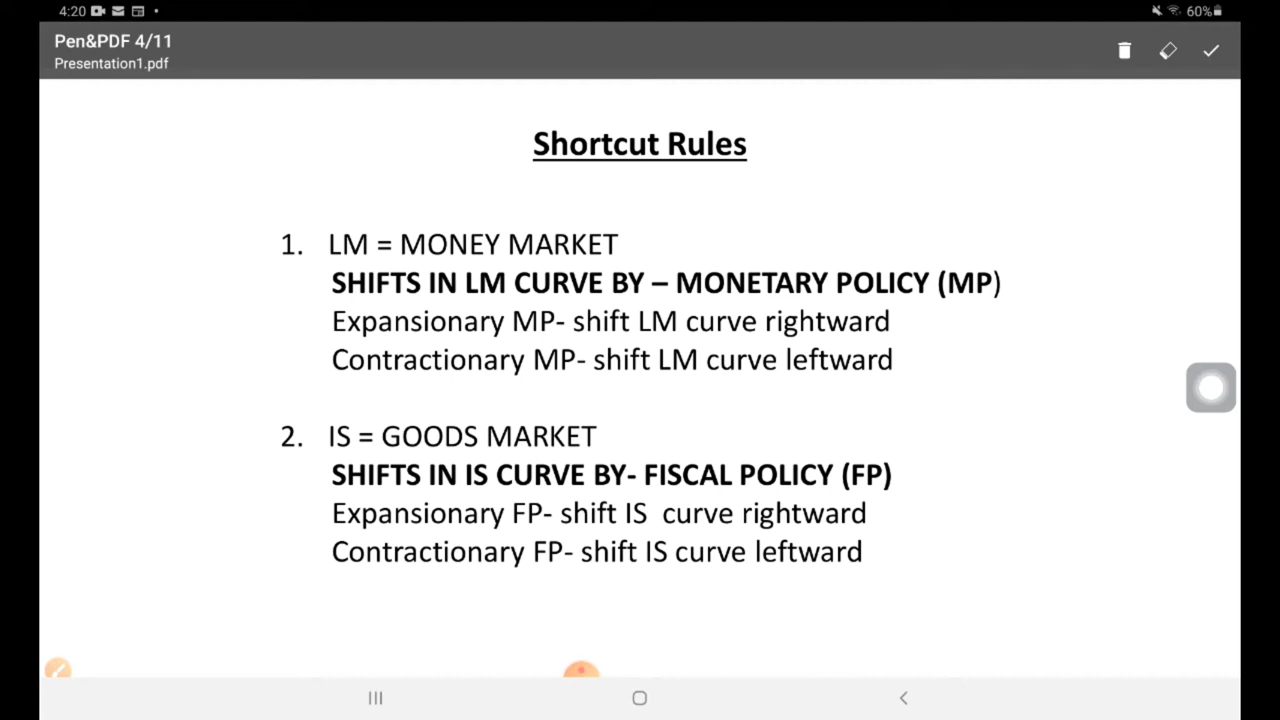 4:20
60%
Pen&PDF 4/11
Presentation1.pdf
Shortcut Rules
1. LM = MONEY MARKET
SHIFTS IN LM CURVE BY – MONETARY POLICY (MP)
Expansionary MP- shift LM curve rightward
Contractionary MP- shift LM curve leftward
2. IS = GOODS MARKET
SHIFTS IN IS CURVE BY- FISCAL POLICY (FP)
Expansionary FP- shift IS  curve rightward
Contractionary FP- shift IS curve leftward